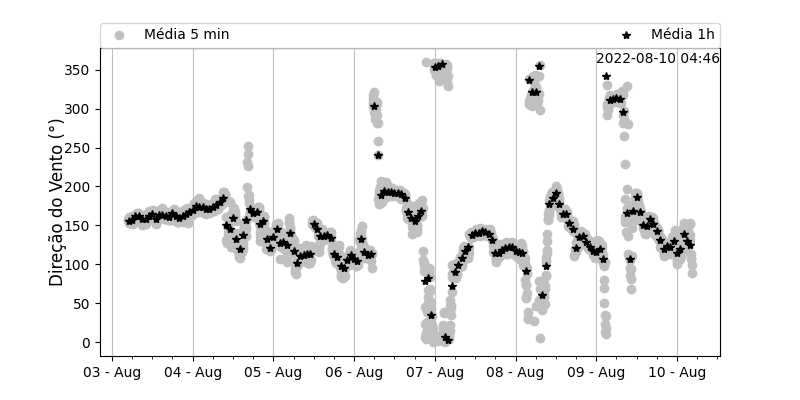 Média 5 min
Média 1h
2022-08-10 04:46
Direção do Vento (°)
350
300
250
200
150
100
50
0
03 - Aug
04 - Aug
05 - Aug
06 - Aug
07 - Aug
08 - Aug
09 - Aug
10 - Aug